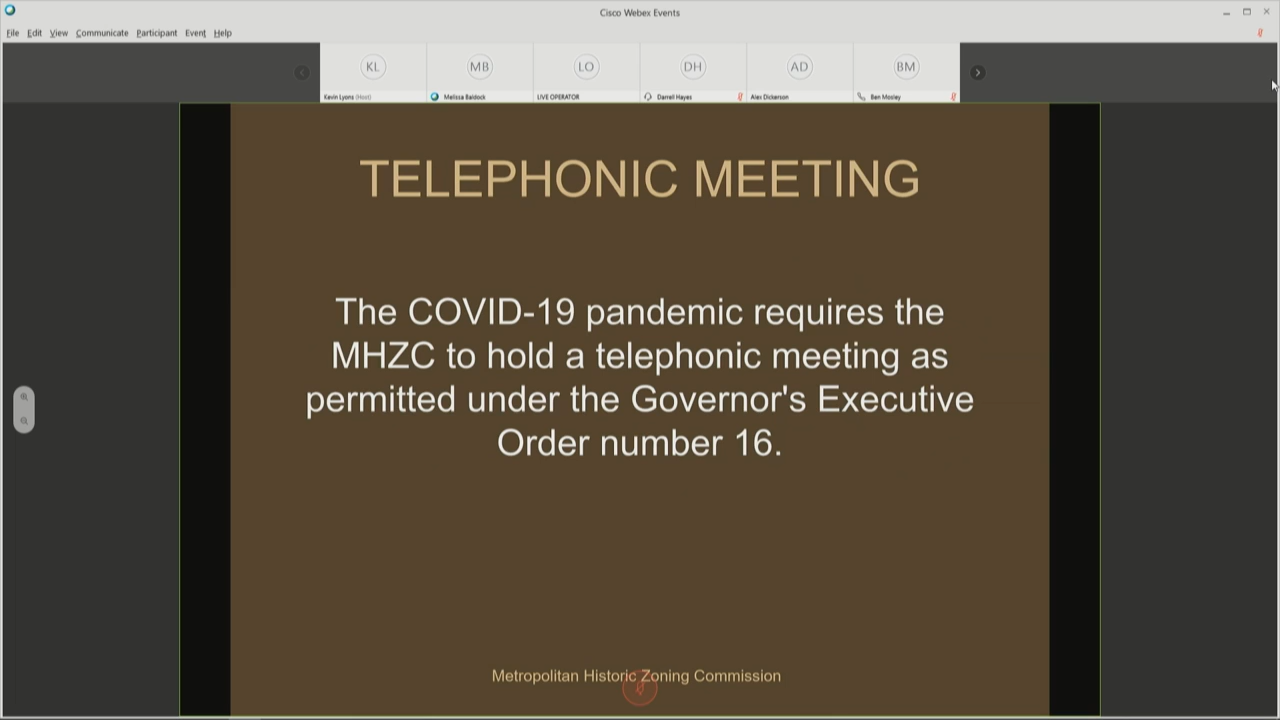 Cisco Webex Events
File Edit View Communicate Participant Event Help
KL MB LO DH AD BM
Kevin Lyons (Host) Melissa Baldock LIVE OPERATOR Darrell Hayes Alex Dickerson Ben Mosley
TELEPHONIC MEETING
The COVID-19 pandemic requires the
MHZC to hold a telephonic meeting as
permitted under the Governor's Executive
Order number 16.
Metropolitan Historic Zoning Commission